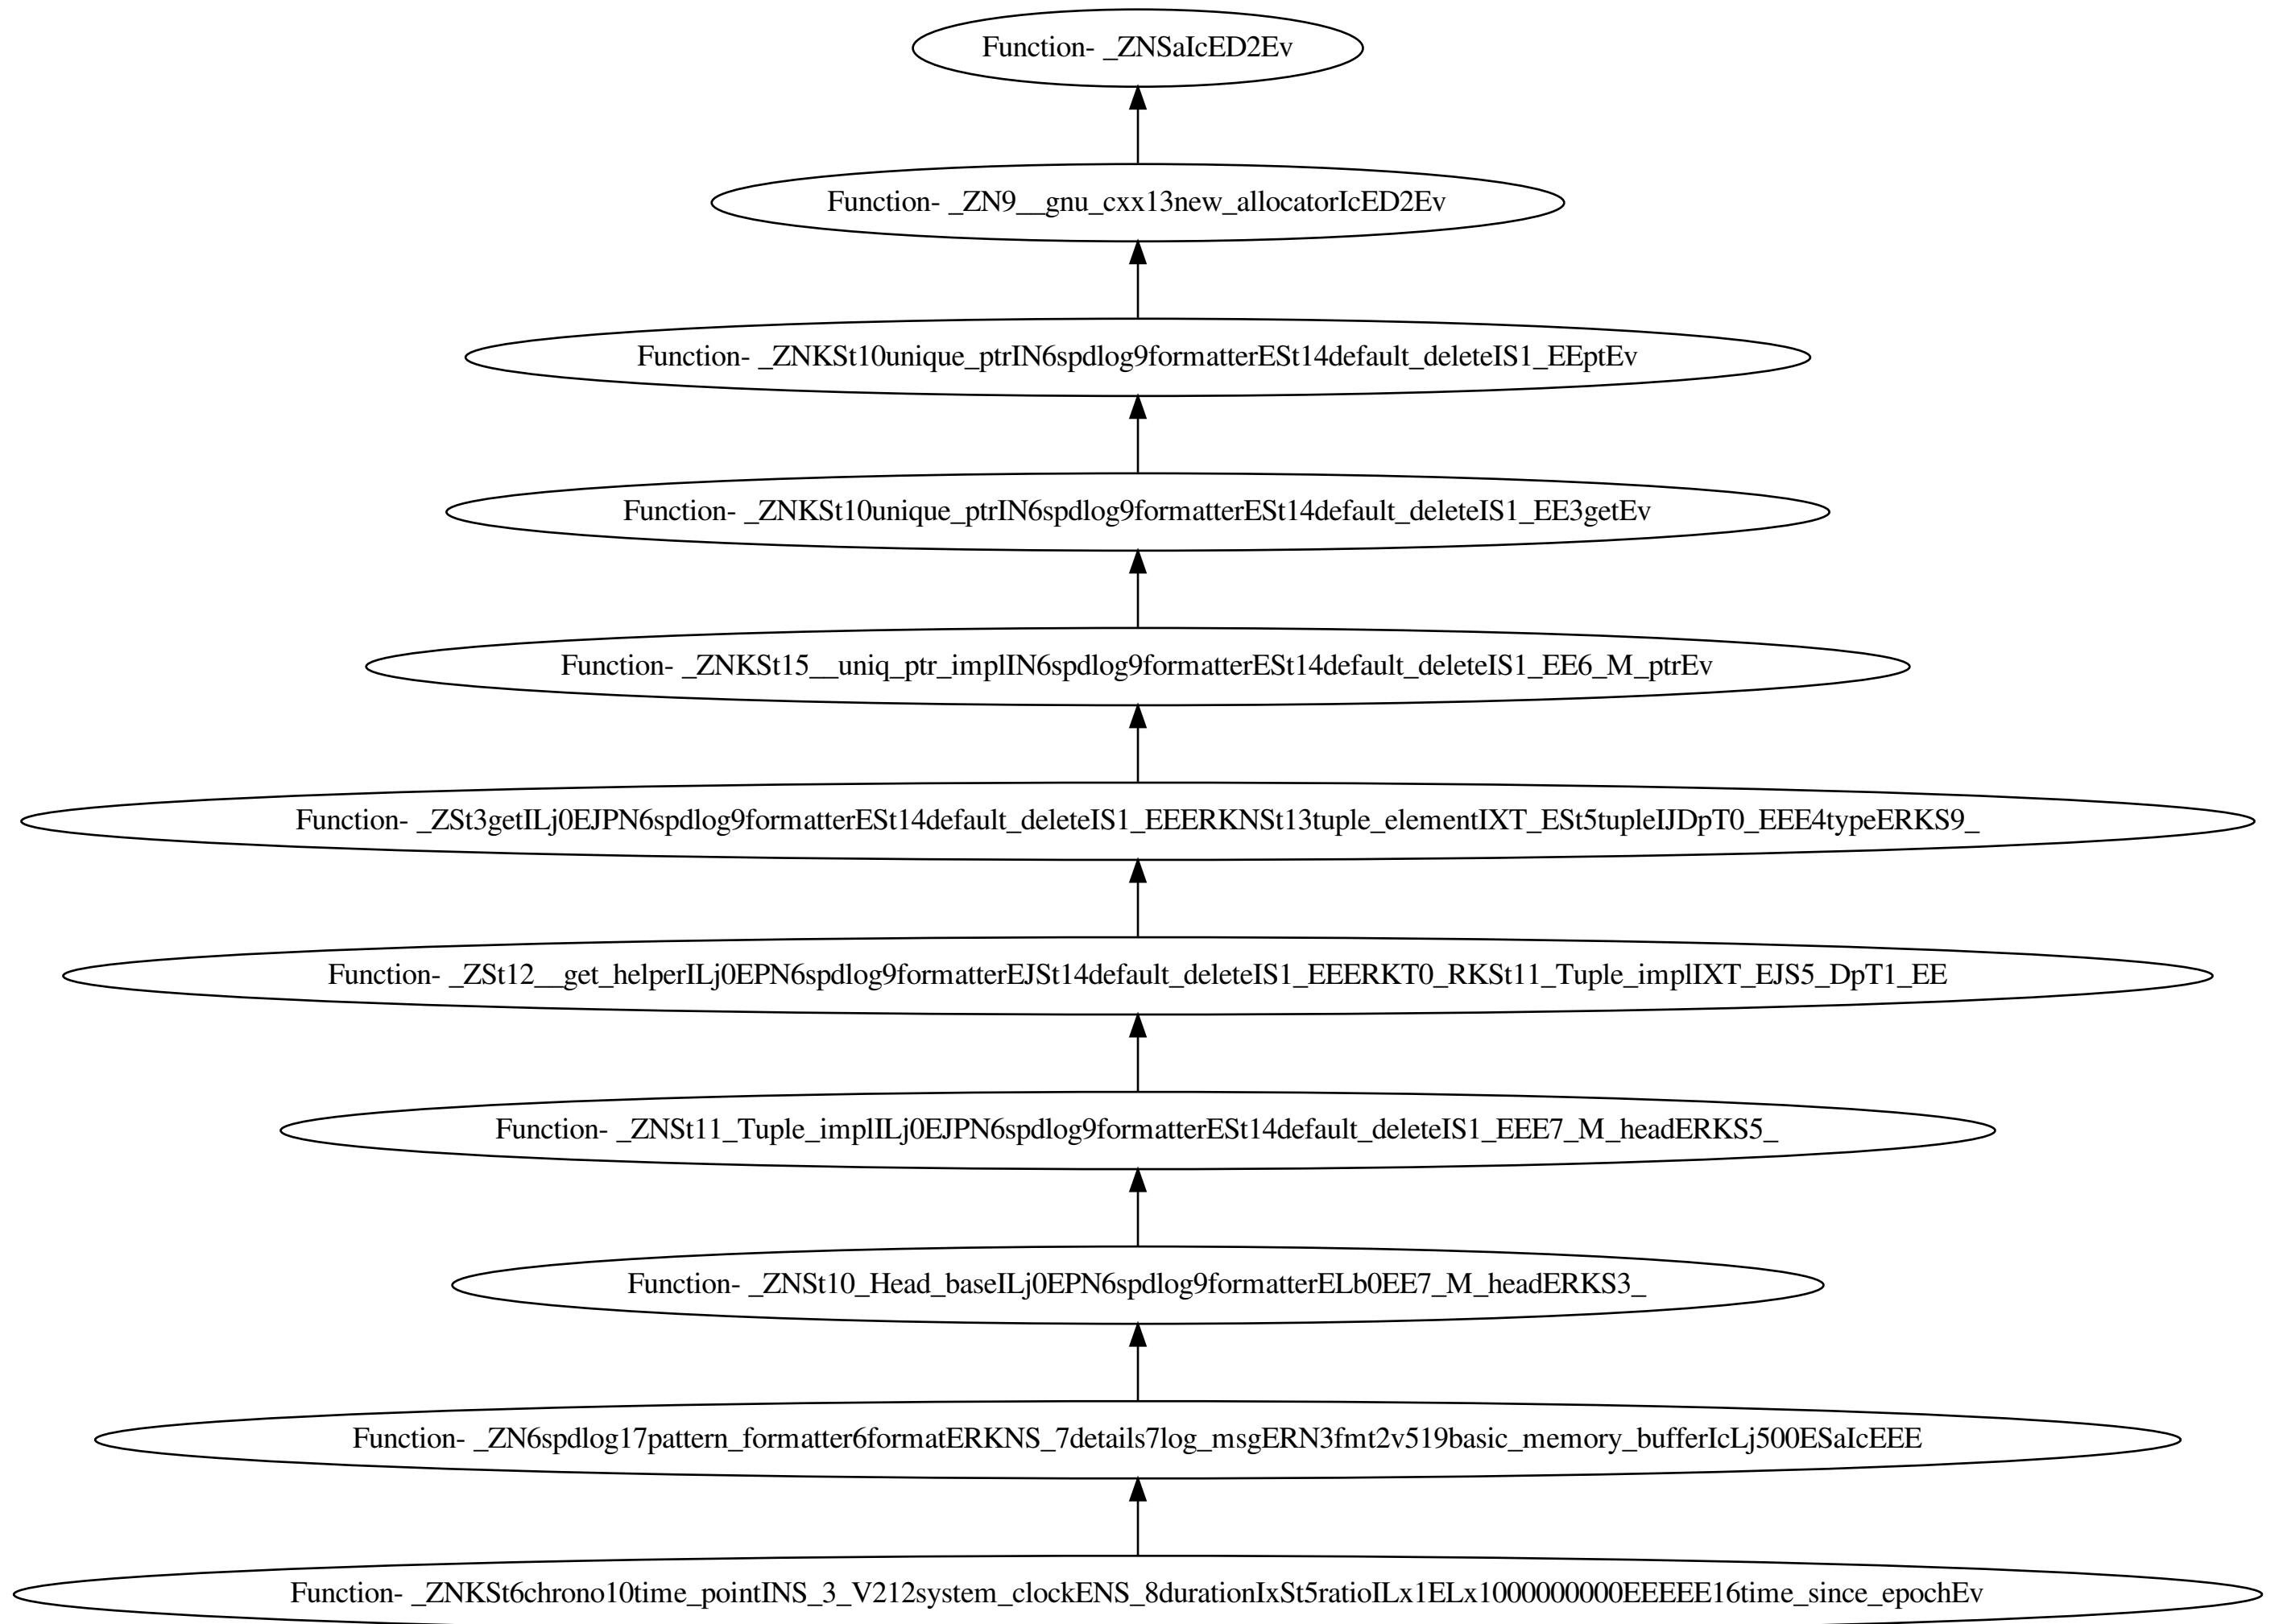 Function- _ZNSaIcED2Ev
Function- _ZN9__gnu_cxx13new_allocatorIcED2Ev
Function- _ZNKSt10unique_ptrIN6spdlog9formatterESt14default_deleteIS1_EEptEv
Function- _ZNKSt10unique_ptrIN6spdlog9formatterESt14default_deleteIS1_EE3getEv
Function- _ZNKSt15__uniq_ptr_implIN6spdlog9formatterESt14default_deleteIS1_EE6_M_ptrEv
Function- _ZSt3getILj0EJPN6spdlog9formatterESt14default_deleteIS1_EEERKNSt13tuple_elementIXT_ESt5tupleIJDpT0_EEE4typeERKS9_
Function- _ZSt12__get_helperILj0EPN6spdlog9formatterEJSt14default_deleteIS1_EEERKT0_RKSt11_Tuple_implIXT_EJS5_DpT1_EE
Function- _ZNSt11_Tuple_implILj0EJPN6spdlog9formatterESt14default_deleteIS1_EEE7_M_headERKS5_
Function- _ZNSt10_Head_baseILj0EPN6spdlog9formatterELb0EE7_M_headERKS3_
Function- _ZN6spdlog17pattern_formatter6formatERKNS_7details7log_msgERN3fmt2v519basic_memory_bufferIcLj500ESaIcEEE
Function- _ZNKSt6chrono10time_pointINS_3_V212system_clockENS_8durationIxSt5ratioILx1ELx1000000000EEEEE16time_since_epochEv